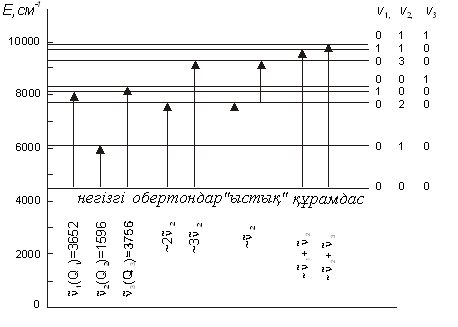 E, см⁻¹
V₁, V₂, V₃
0 1 1
10000
1 1 0
0 3 0
0 0 1
8000
1 0 0
0 2 0
6000
0 1 0
0 0 0
негізгі обертондар "ыстық" құрамдас
4000
2000
0
ṽ₁(Q₁)=3652
ṽ₂(Q₂)=1596
ṽ₃(Q₃)=3756
~2ṽ₂
~3ṽ₂
~ṽ₂
~ṽ₁+ṽ₂
~ṽ₂+ṽ₃